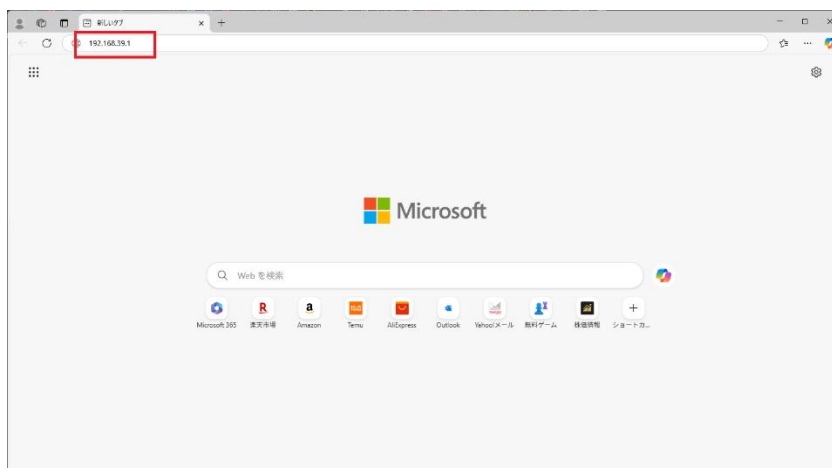 新しいタブ
192.168.39.1
Microsoft
Web を検索
Microsoft 365 楽天市場 Amazon Temu AliExpress Outlook Yahoo!メール 無料ゲーム 株価情報 ショートカ...